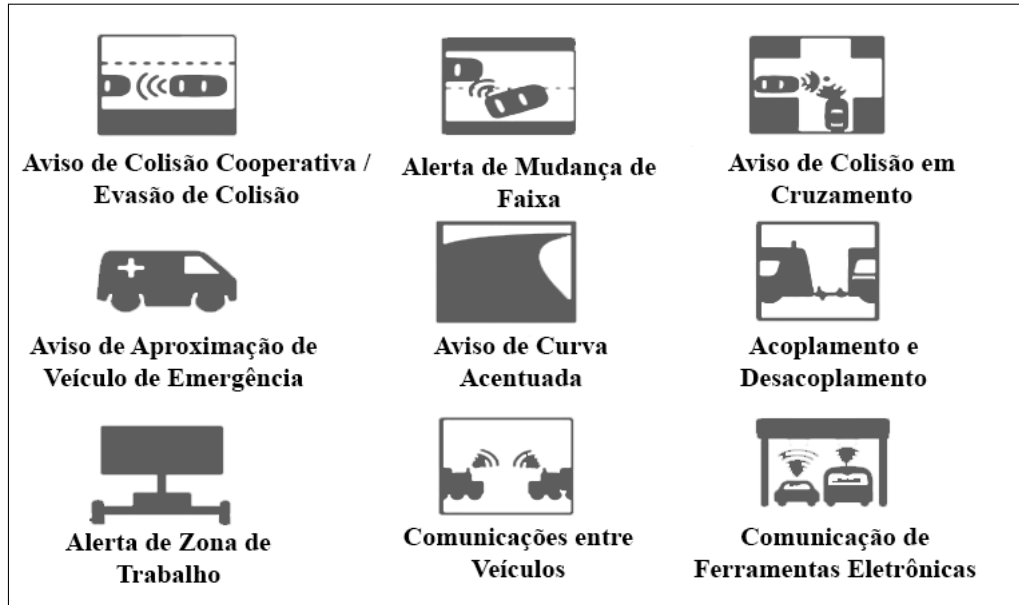 Aviso de Colisão Cooperativa /
Evasão de Colisão
Alerta de Mudança de
Faixa
Aviso de Colisão em
Cruzamento
Aviso de Aproximação de
Veículo de Emergência
Aviso de Curva
Acentuada
Acoplamento e
Desacoplamento
Alerta de Zona de
Trabalho
Comunicações entre
Veículos
Comunicação de
Ferramentas Eletrônicas